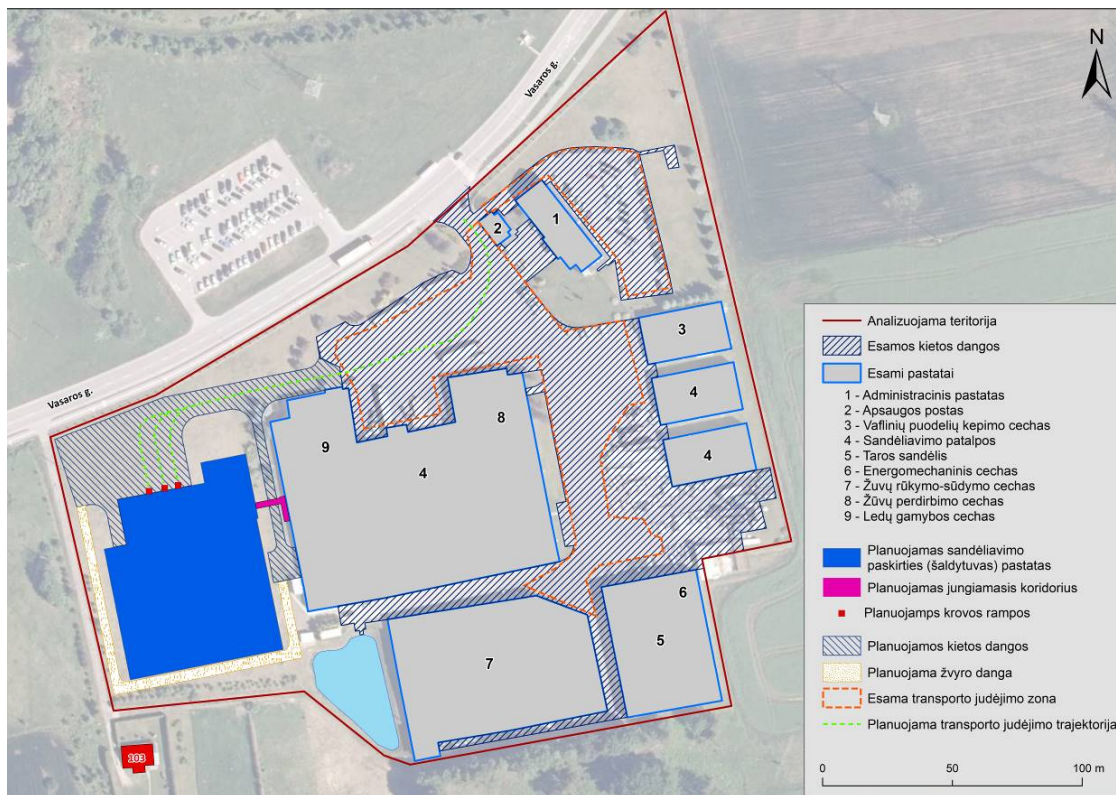 N
Vasaros g.
Vasaros g.
1
2
3
4
4
8
9
4
6
5
7
103
Analizuojama teritorija
Esamos kietos dangos
Esami pastatai
1 - Administracinis pastatas
2 - Apsaugos postas
3 - Vaflinių puodelių kepimo cechas
4 - Sandėliavimo patalpos
5 - Taros sandėlis
6 - Energomechaninis cechas
7 - Žuvų rūkymo-sūdymo cechas
8 - Žūvų perdirbimo cechas
9 - Ledų gamybos cechas
Planuojamas sandėliavimo
paskirties (šaldytuvas) pastatas
Planuojamas jungiamasis koridorius
Planuojamps krovos rampos
Planuojamos kietos dangos
Planuojama žvyro danga
Esama transporto judėjimo zona
Planuojama transporto judėjimo trajektorija
0 50 100 m